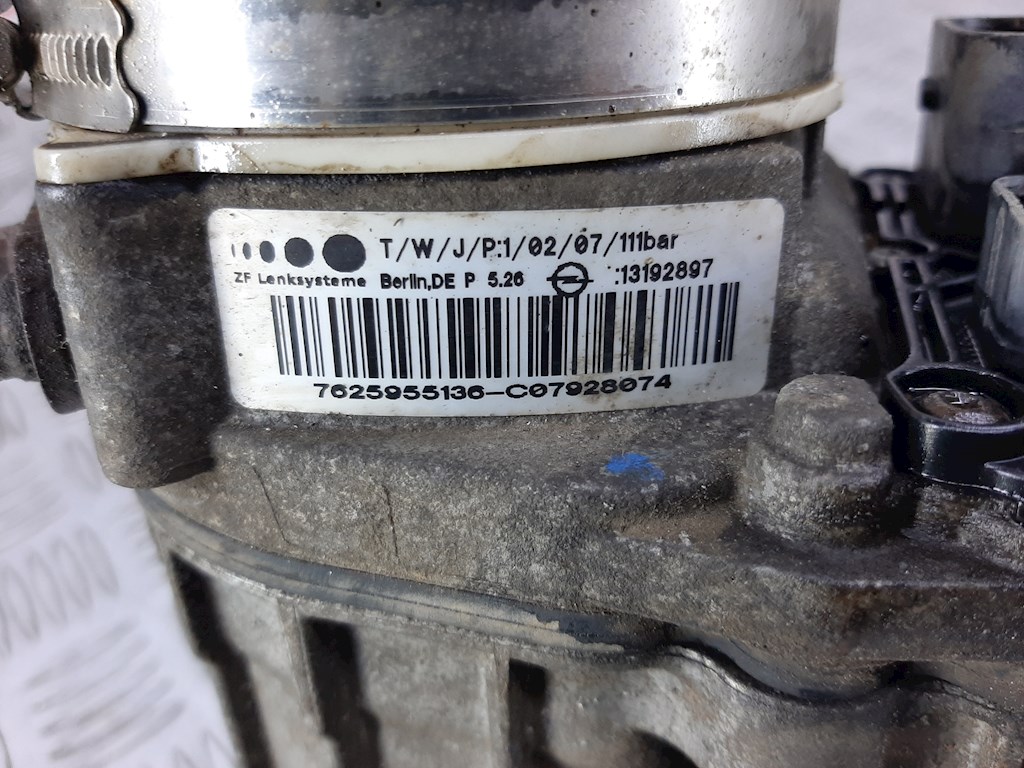 T/W/J/P:1/02/07/111bar
ZF Lenksysteme Berlin,DE P 5.26 :13192897
7625955136-C07928074